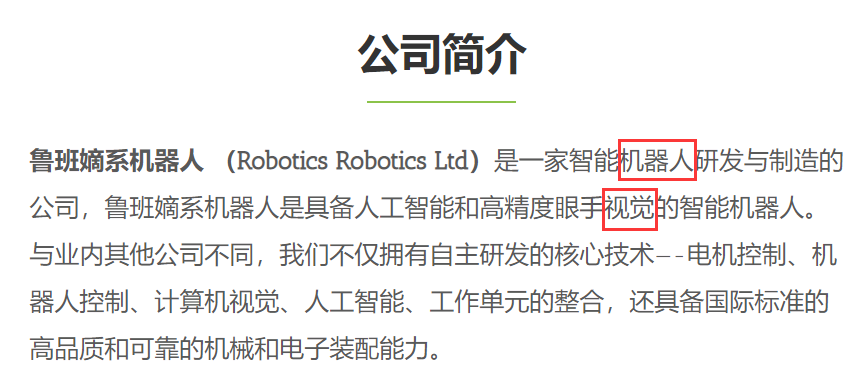 公司简介
鲁班嫡系机器人 （Robotics Robotics Ltd）是一家智能机器人研发与制造的
公司，鲁班嫡系机器人是具备人工智能和高精度眼手视觉的智能机器人。
与业内其他公司不同，我们不仅拥有自主研发的核心技术—--电机控制、机
器人控制、计算机视觉、人工智能、工作单元的整合，还具备国际标准的
高品质和可靠的机械和电子装配能力。